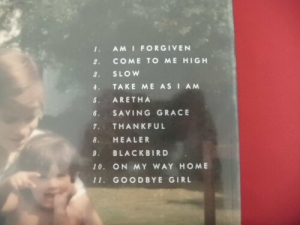 1. AM I FORGIVEN
2. COME TO ME HIGH
3. SLOW
4. TAKE ME AS I AM
5. ARETHA
6. SAVING GRACE
7. THANKFUL
8. HEALER
9. BLACKBIRD
10. ON MY WAY HOME
11. GOODBYE GIRL